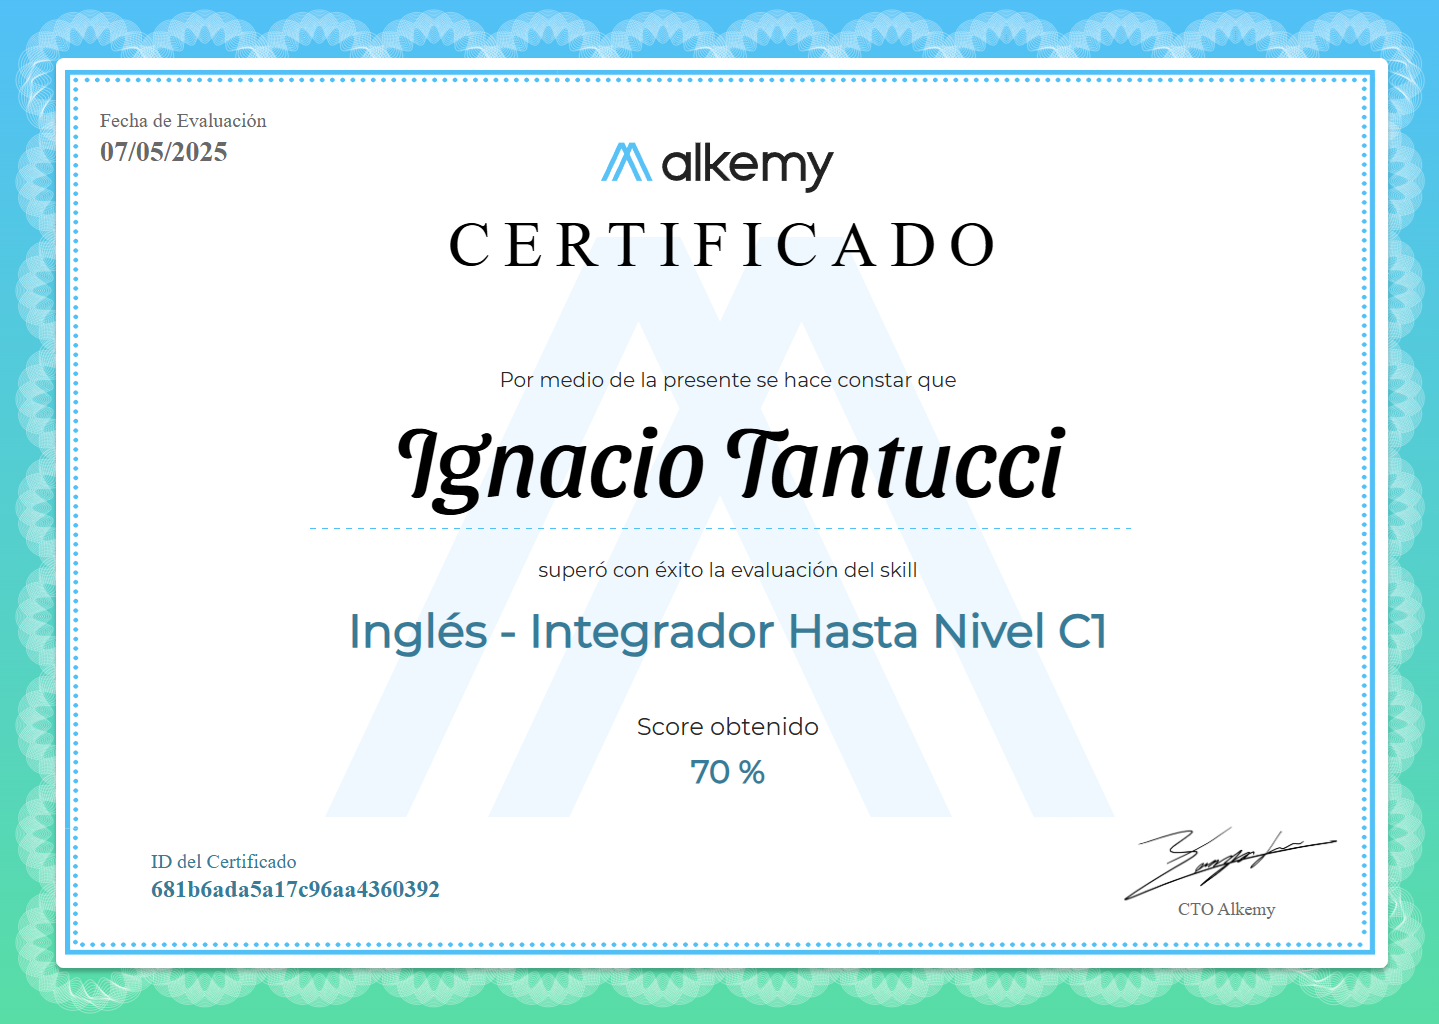 Fecha de Evaluación
07/05/2025
alkemy
CERTIFICADO
Por medio de la presente se hace constar que
Ignacio Tantucci
superó con éxito la evaluación del skill
Inglés - Integrador Hasta Nivel C1
Score obtenido
70 %
ID del Certificado
681b6ada5a17c96aa4360392
CTO Alkemy